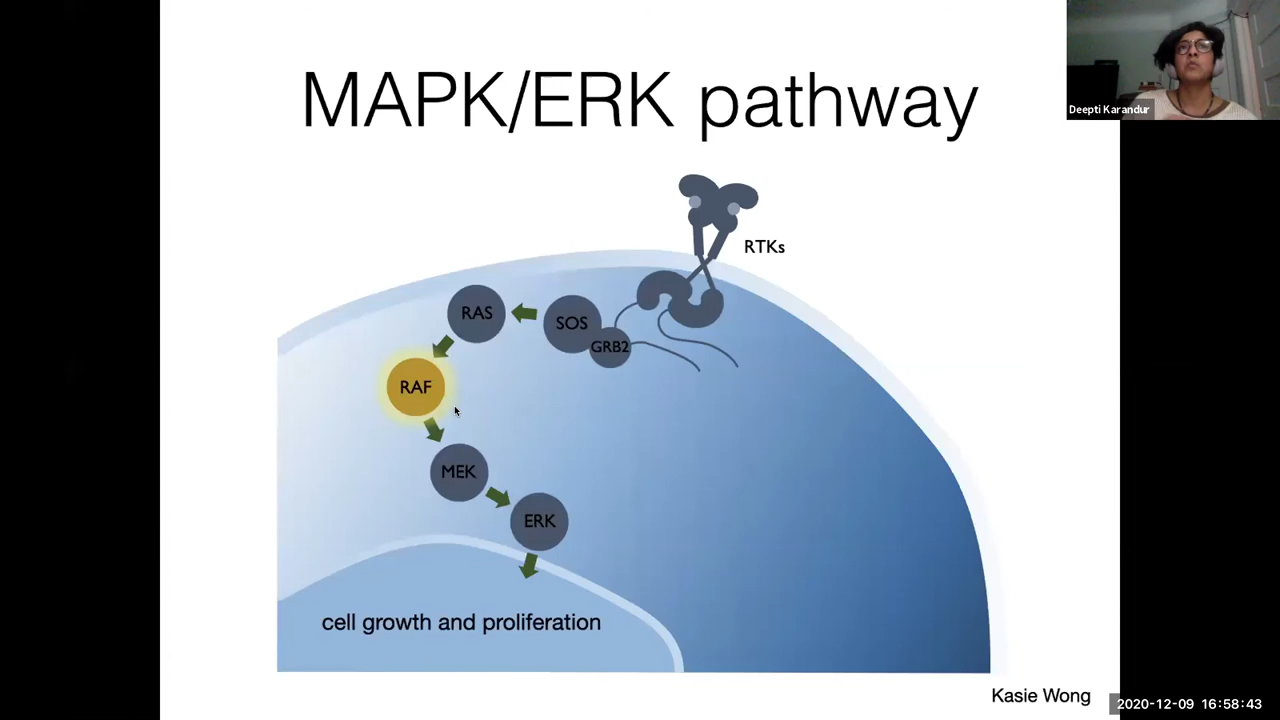 MAPK/ERK pathway
Deepti Karandur
RTKs
RAS
SOS
GRB2
RAF
MEK
ERK
cell growth and proliferation
Kasie Wong
2020-12-09 16:58:43